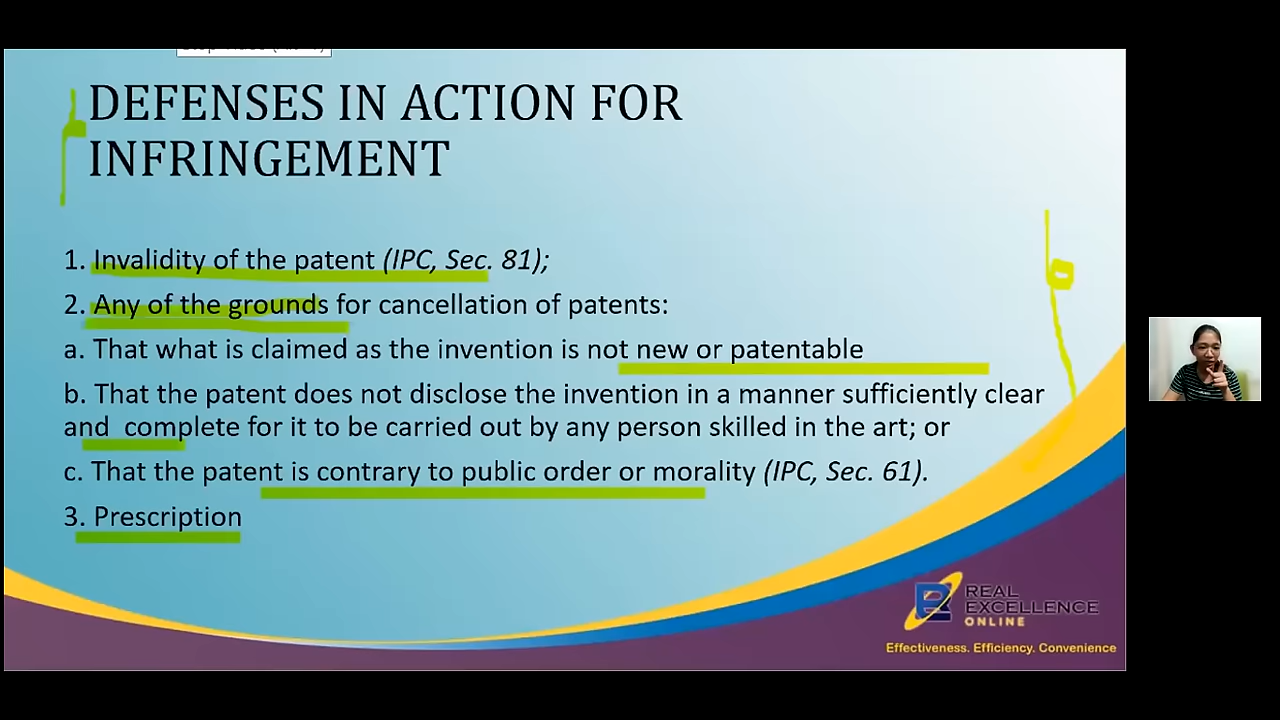 DEFENSES IN ACTION FOR
INFRINGEMENT
1. Invalidity of the patent (IPC, Sec. 81);
2. Any of the grounds for cancellation of patents:
a. That what is claimed as the invention is not new or patentable
b. That the patent does not disclose the invention in a manner sufficiently clear
and complete for it to be carried out by any person skilled in the art; or
c. That the patent is contrary to public order or morality (IPC, Sec. 61).
3. Prescription
REAL
EXCELLENCE
ONLINE
Effectiveness. Efficiency. Convenience